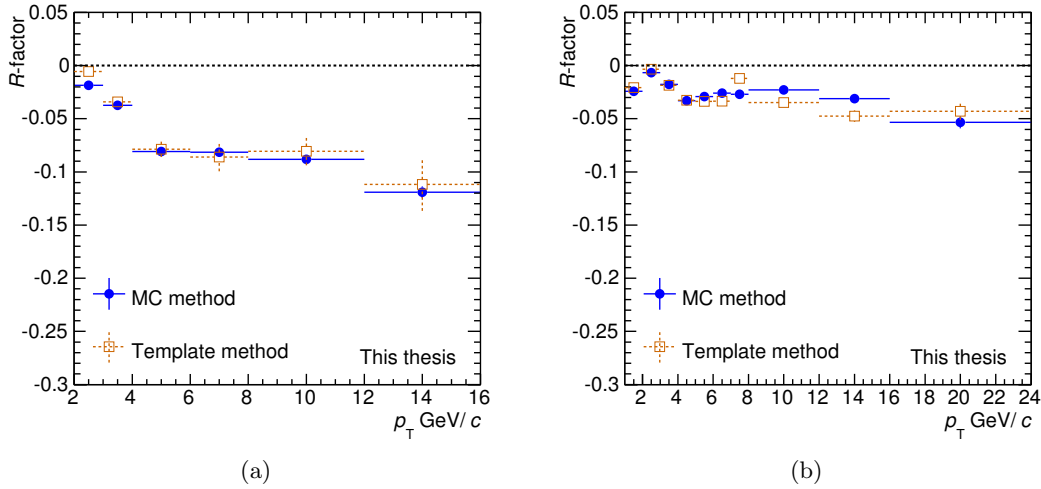 0.05
0
-0.05
-0.1
-0.15
-0.2
-0.25
-0.3
R-factor
MC method
Template method
This thesis
2 4 6 8 10 12 14 16
p_T GeV/ c
(a)
0.05
0
-0.05
-0.1
-0.15
-0.2
-0.25
-0.3
R-factor
MC method
Template method
This thesis
2 4 6 8 10 12 14 16 18 20 22 24
p_T GeV/ c
(b)